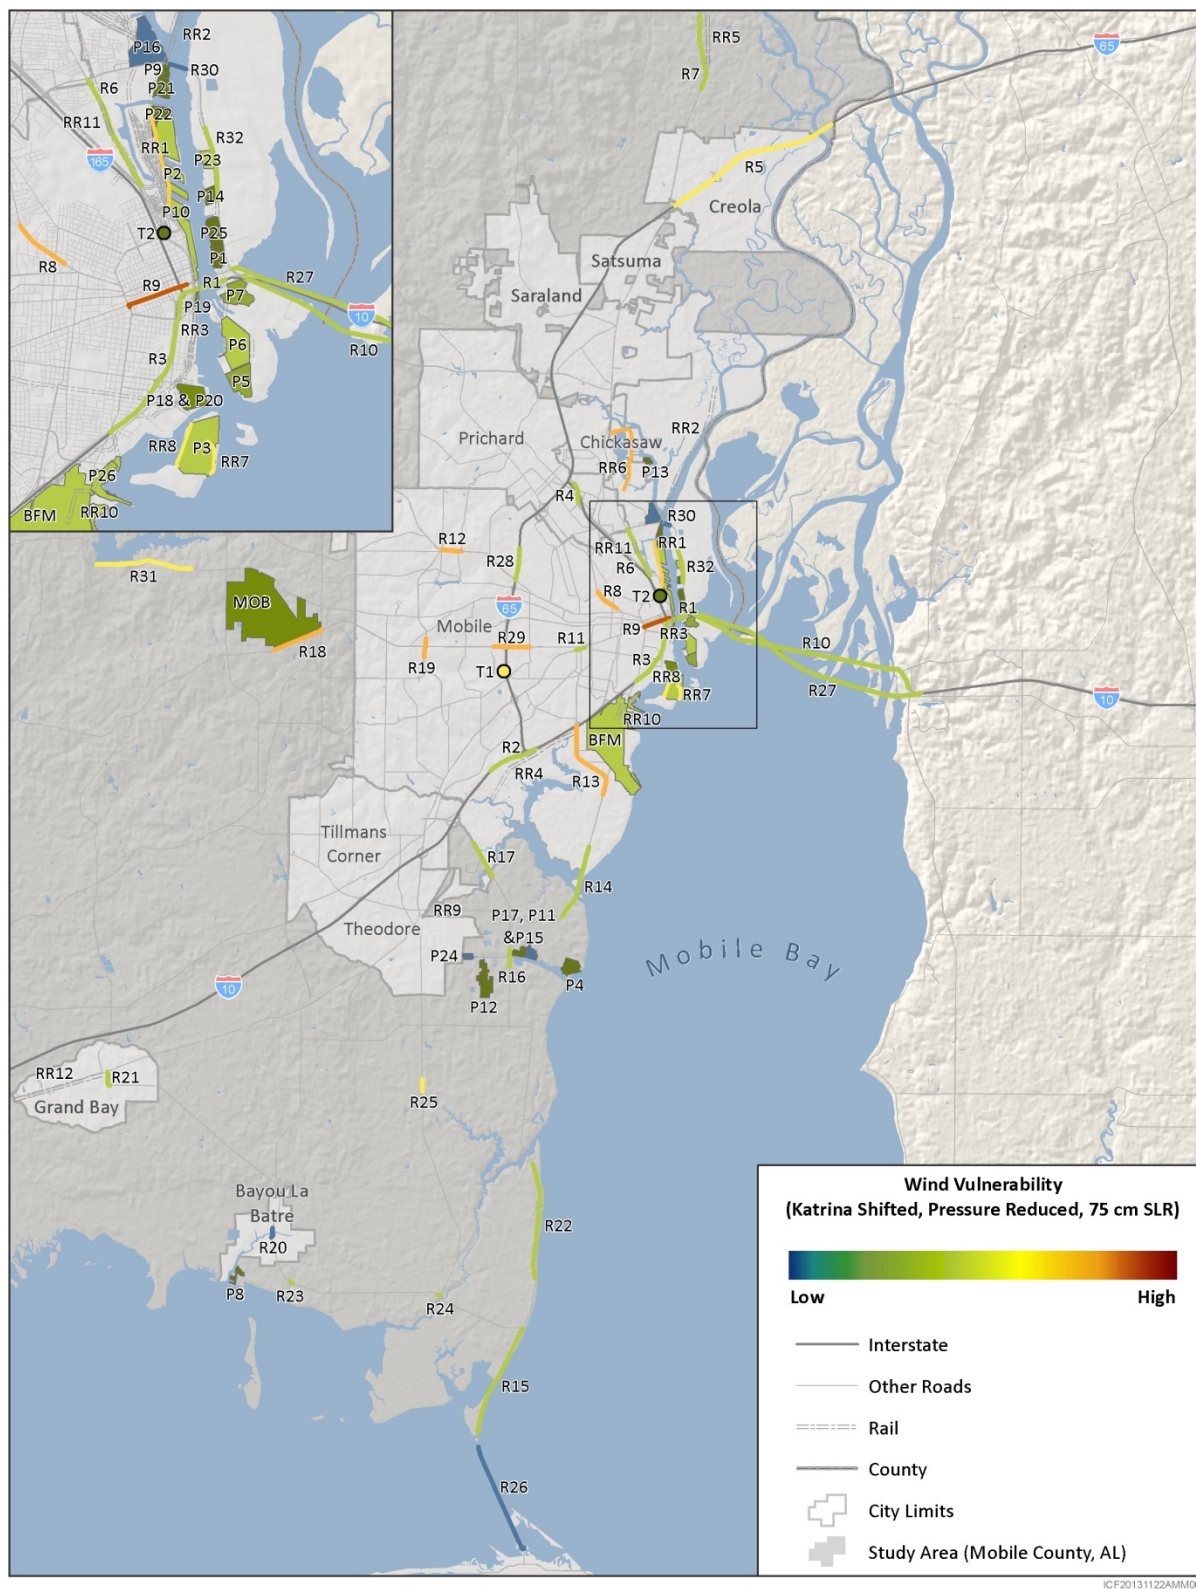 P16
RR2
P9
R30
R6
P21
P22
RR11
R32
165
RR1
P23
P2
P14
P10
T2
P25
R8
P1
R27
R9
R1
P7
P19
10
RR3
P6
R10
R3
P5
P18 & P20
RR8
P3
RR7
P26
BFM
RR10
RR5
65
R7
R5
Creola
Satsuma
Saraland
Prichard
Chickasaw
RR2
RR6
P13
R4
R30
R12
RR11
RR1
R28
R6
R32
R31
MOB
65
R8
T2
R1
Mobile
R9
RR3
R29
R11
R10
R18
R19
R3
T1
RR8
R27
RR7
10
RR10
R2
BFM
RR4
R13
Tillmans
Corner
R17
R14
RR9
P17, P11
&P15
Theodore
P24
R16
P4
P12
10
Mobile Bay
RR12
R21
Grand Bay
R25
Bayou La
Batre
R20
R22
P8
R23
R24
R15
R26
Wind Vulnerability
(Katrina Shifted, Pressure Reduced, 75 cm SLR)
Low
High
Interstate
Other Roads
Rail
County
City Limits
Study Area (Mobile County, AL)